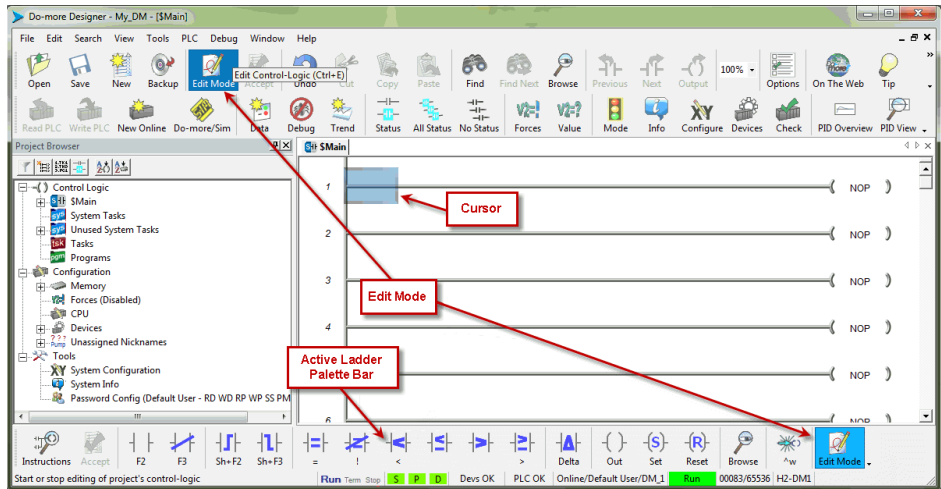 Do-more Designer - My_DM - [$Main]
File Edit Search View Tools PLC Debug Window Help
Open Save New Backup Edit Mode Accept Undo Cut Copy Paste Find Find Next Browse Previous Next Output 100% Options On The Web Tip
Edit Control-Logic (Ctrl+E)
Read PLC Write PLC New Online Do-more/Sim Data Debug Trend Status All Status No Status Forces Value Mode Info Configure Devices Check PID Overview PID View
Project Browser
$Main
Control Logic
$Main
System Tasks
Unused System Tasks
Tasks
Programs
Configuration
Memory
Forces (Disabled)
CPU
Devices
Unassigned Nicknames
Tools
System Configuration
System Info
Password Config (Default User - RD WD RP WP SS PM
1 NOP
Cursor
2 NOP
3 NOP
Edit Mode
4 NOP
Active Ladder
Palette Bar
NOP
6 NOP
Instructions Accept F2 F3 Sh+F2 Sh+F3 = ! < > Delta Out Set Reset Browse ^w Edit Mode
Start or stop editing of project's control-logic Run Term Stop S P D Devs OK PLC OK Online/Default User/DM_1 Run 00083/65536 H2-DM1